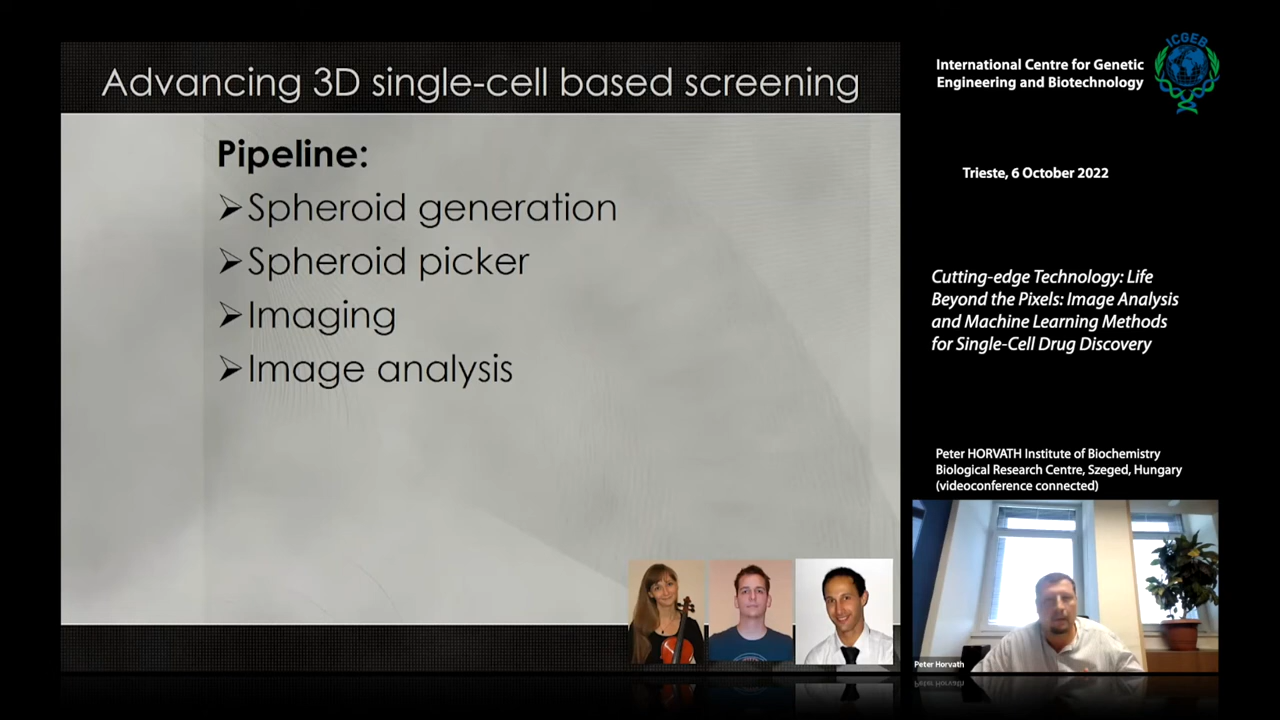 Advancing 3D single-cell based screening
Pipeline:
➢Spheroid generation
➢Spheroid picker
➢Imaging
➢Image analysis
International Centre for Genetic
Engineering and Biotechnology
ICGEB
Trieste, 6 October 2022
Cutting-edge Technology: Life
Beyond the Pixels: Image Analysis
and Machine Learning Methods
for Single-Cell Drug Discovery
Peter HORVATH Institute of Biochemistry
Biological Research Centre, Szeged, Hungary
(videoconference connected)
Peter Horvath